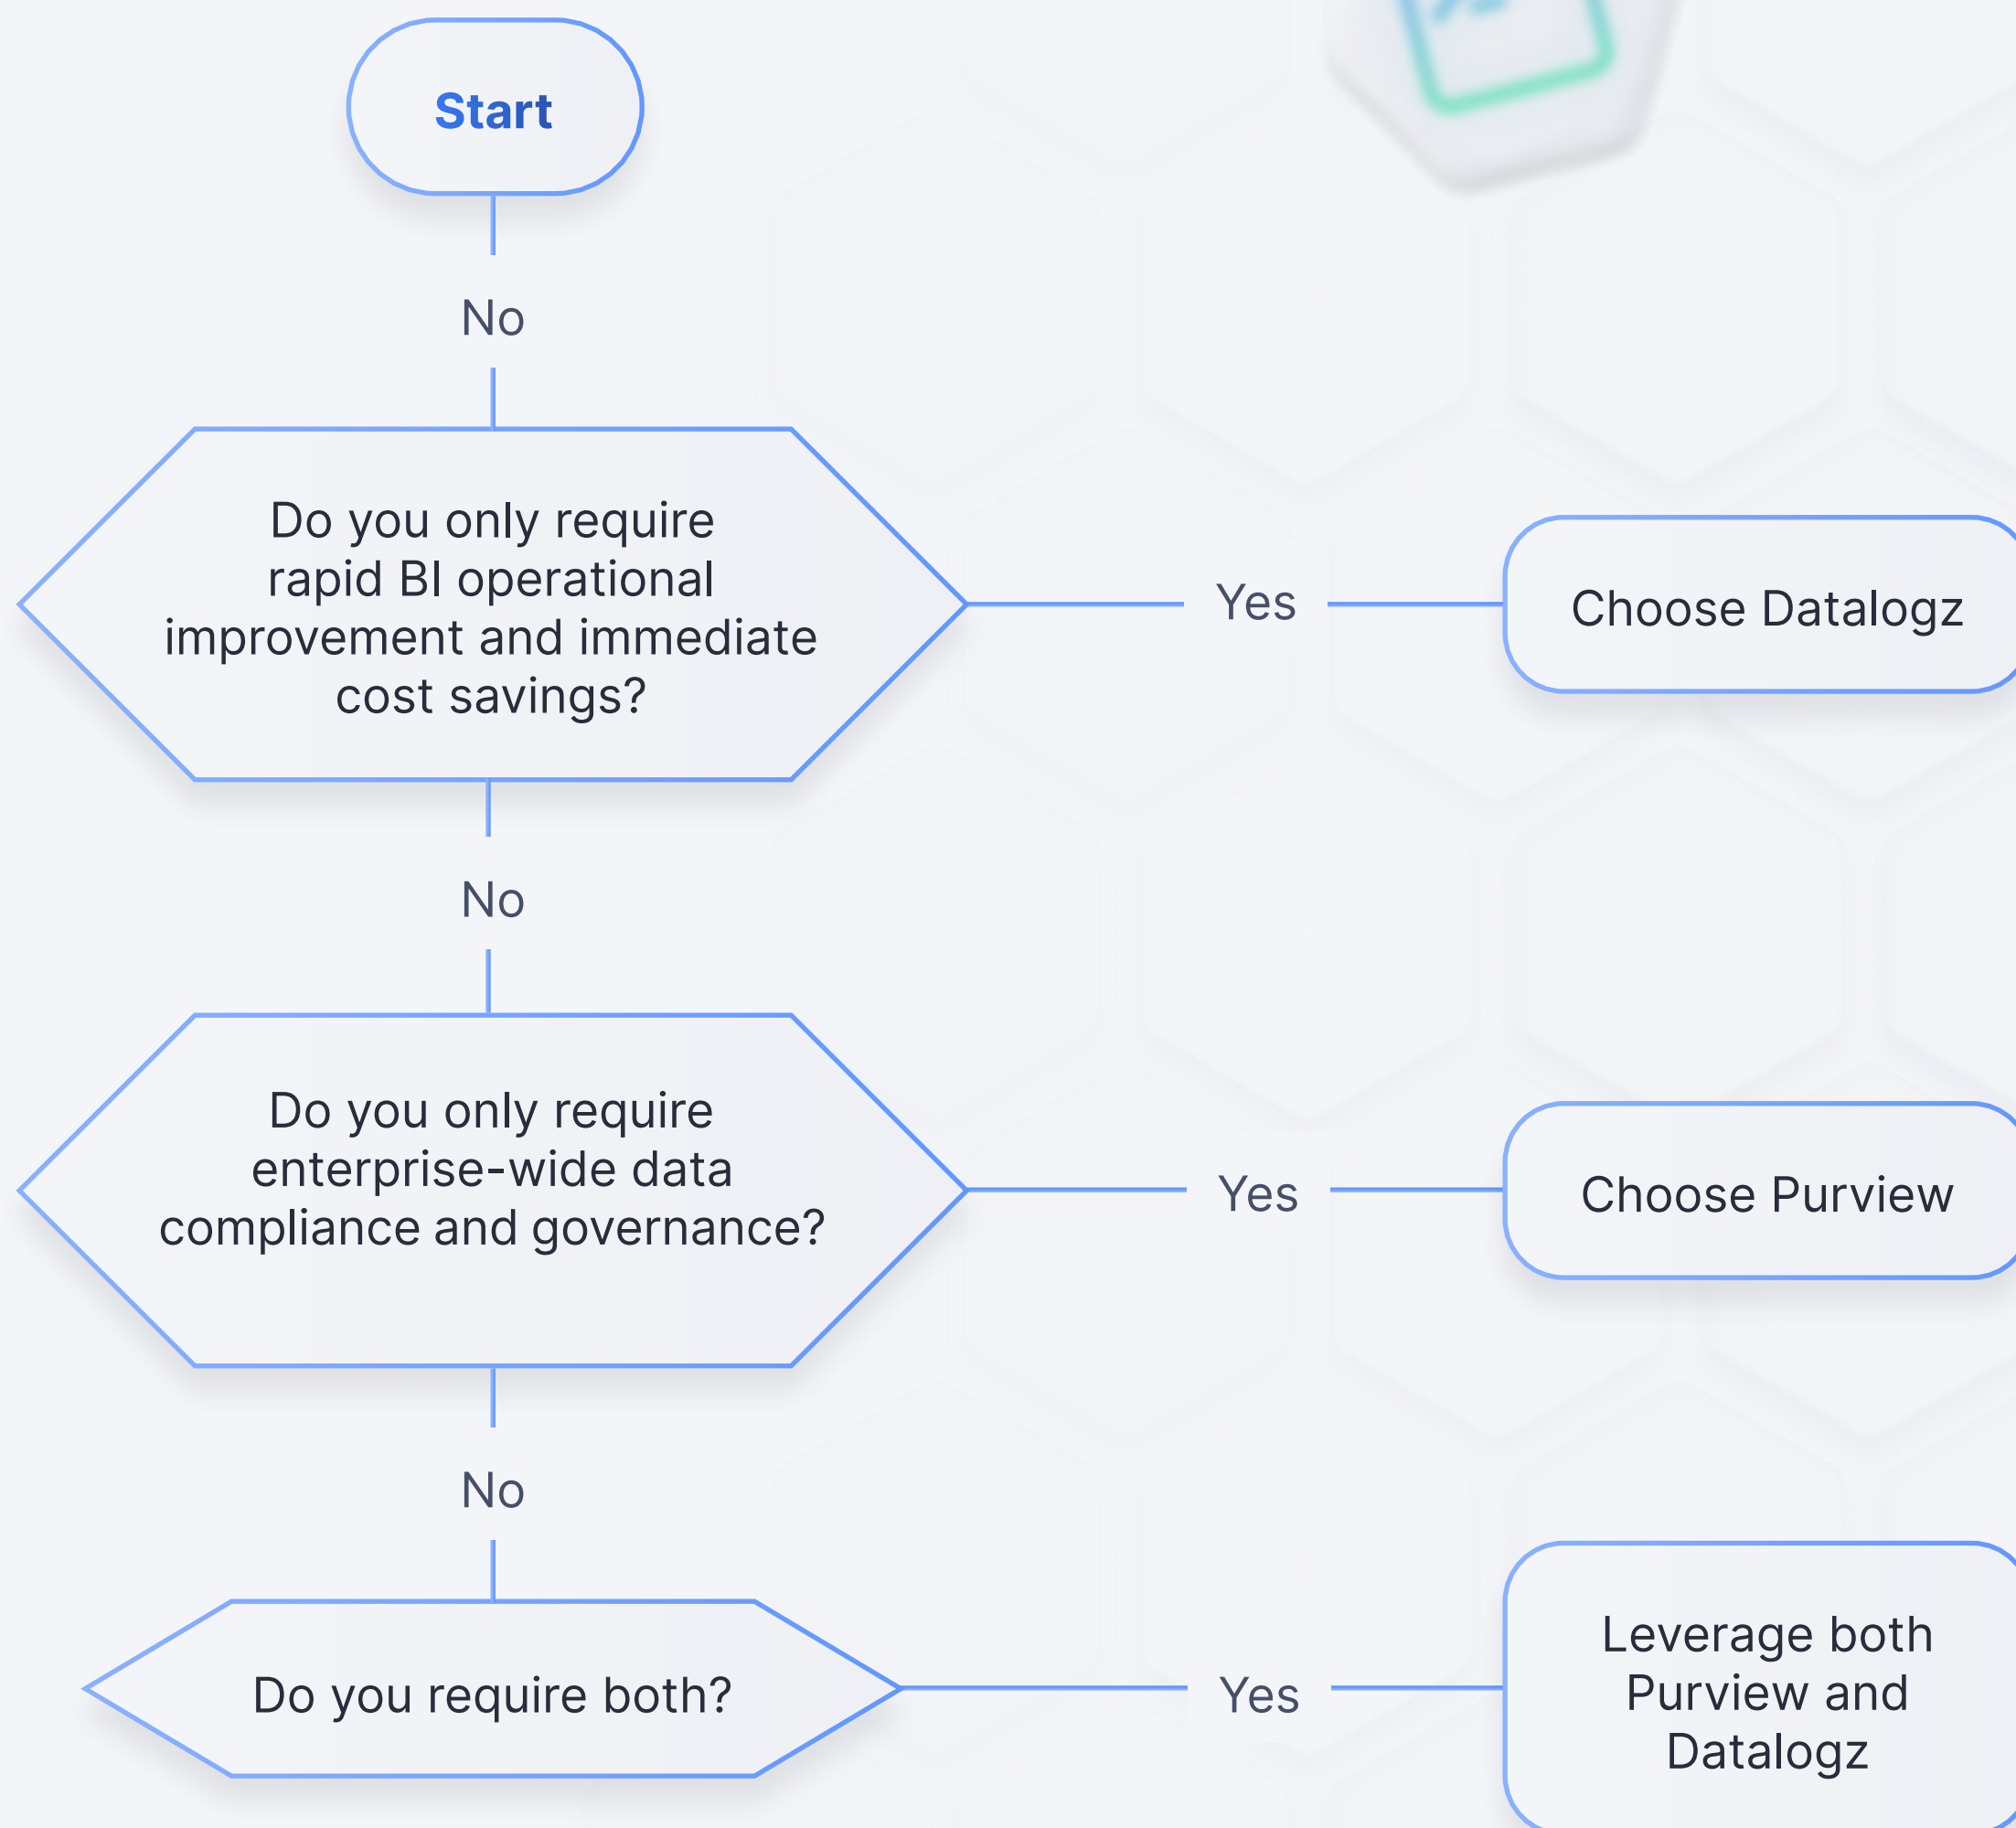 Start
No
Do you only require
rapid BI operational
improvement and immediate
cost savings?
Yes
Choose Datalogz
No
Do you only require
enterprise-wide data
compliance and governance?
Yes
Choose Purview
No
Do you require both?
Yes
Leverage both
Purview and
Datalogz